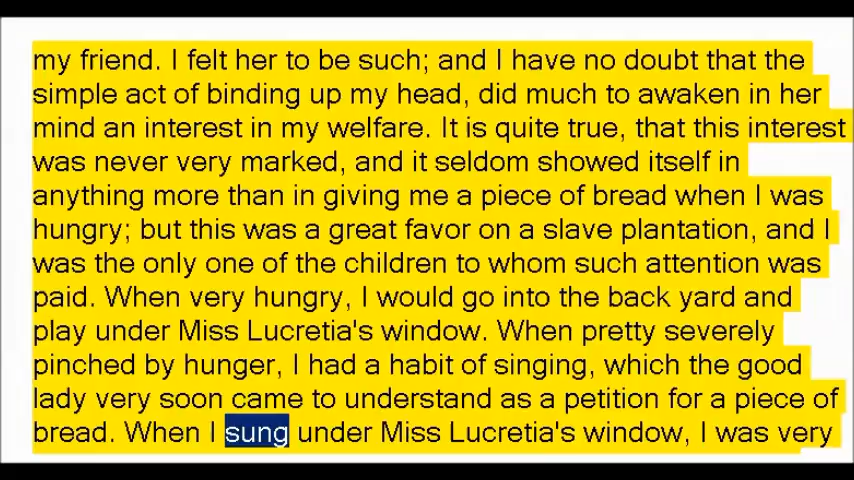 my friend. I felt her to be such; and I have no doubt that the
simple act of binding up my head, did much to awaken in her
mind an interest in my welfare. It is quite true, that this interest
was never very marked, and it seldom showed itself in
anything more than in giving me a piece of bread when I was
hungry; but this was a great favor on a slave plantation, and I
was the only one of the children to whom such attention was
paid. When very hungry, I would go into the back yard and
play under Miss Lucretia's window. When pretty severely
pinched by hunger, I had a habit of singing, which the good
lady very soon came to understand as a petition for a piece of
bread. When I sung under Miss Lucretia's window, I was very